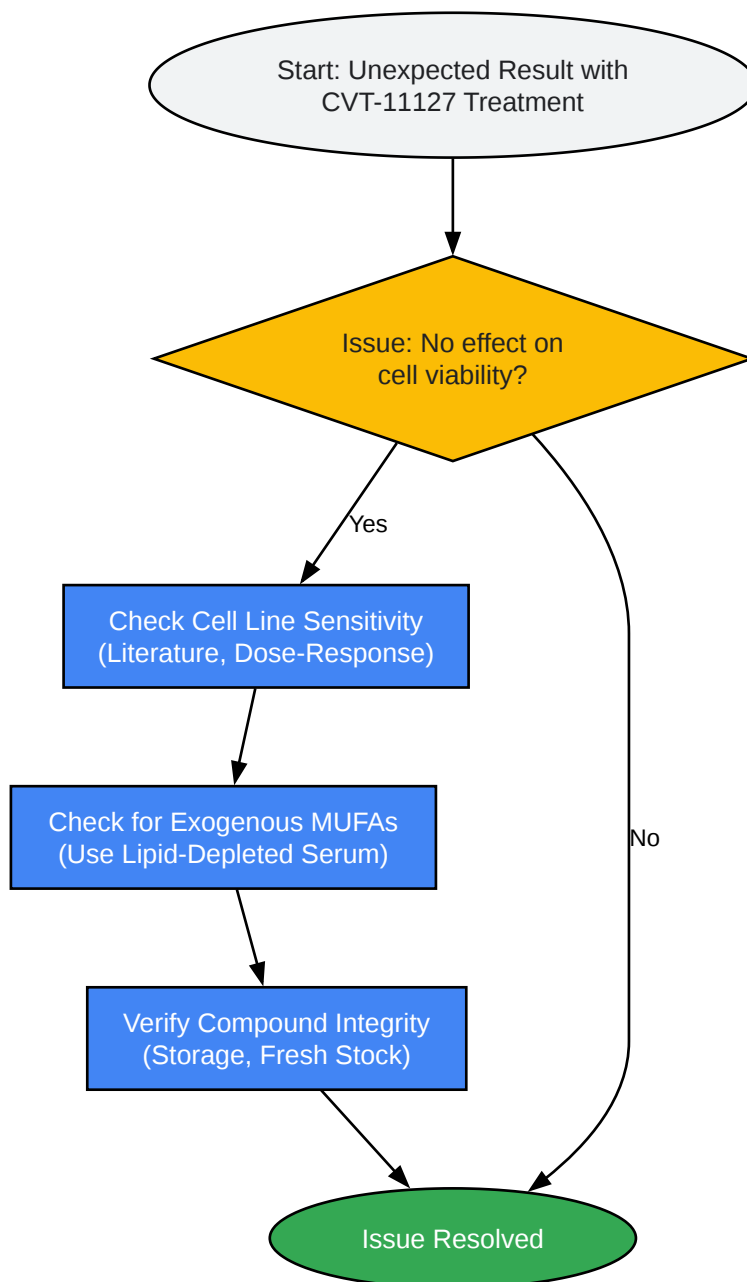 Start: Unexpected Result with
CVT-11127 Treatment
Issue: No effect on
cell viability?
Yes
Check Cell Line Sensitivity
(Literature, Dose-Response)
Check for Exogenous MUFAs
(Use Lipid-Depleted Serum)
No
Verify Compound Integrity
(Storage, Fresh Stock)
Issue Resolved